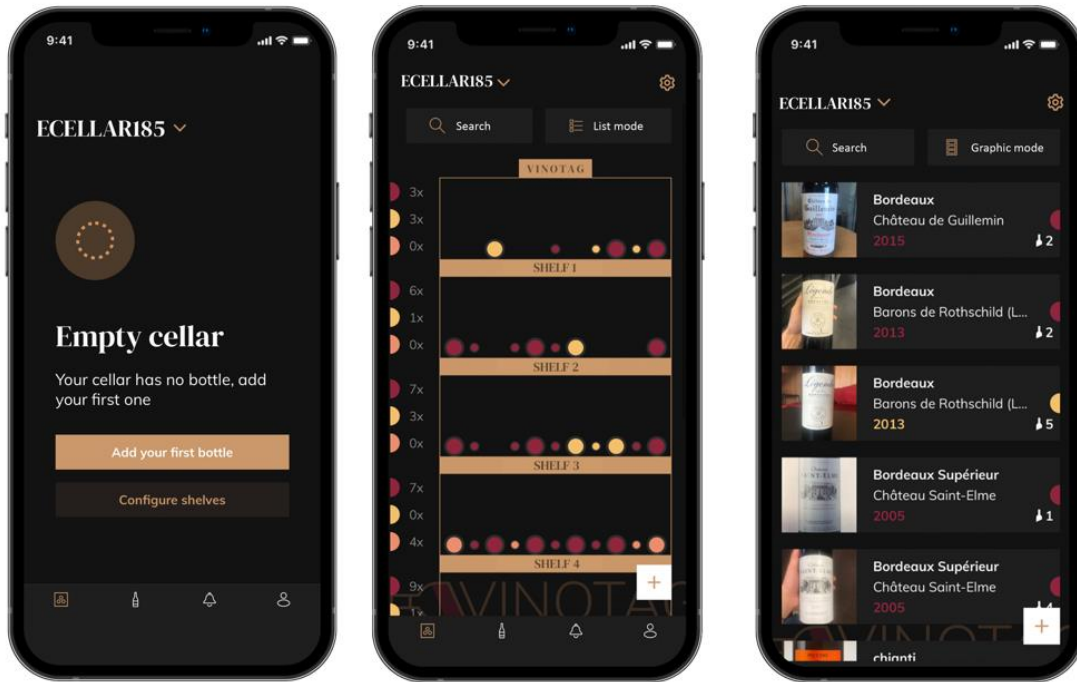 9:41
ECELLAR185
Empty cellar
Your cellar has no bottle, add
your first one
Add your first bottle
Configure shelves
9:41
ECELLAR185
Search
List mode
VINOTAG
3x
3x
0x
SHELF 1
6x
1x
0x
SHELF 2
7x
3x
0x
SHELF 3
7x
0x
4x
SHELF 4
9x
1x
VINOTAG
9:41
ECELLAR185
Search
Graphic mode
Bordeaux
Château de Guillemin
2015
2
Bordeaux
Barons de Rothschild (L...
2013
2
Bordeaux
Barons de Rothschild (L...
2013
5
Bordeaux Supérieur
Château Saint-Elme
2005
1
Bordeaux Supérieur
Château Saint-Elme
2005
4
chianti